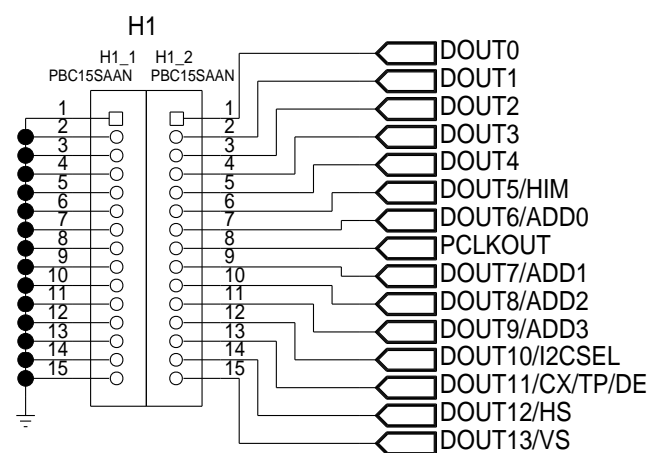 H1
H1_1 H1_2
PBC15SAAN PBC15SAAN
DOUT0
1 1 DOUT1
2 2
3 3 DOUT2
4 4 DOUT3
5 5 DOUT4
6 6 DOUT5/HIM
7 7 DOUT6/ADD0
8 8 PCLKOUT
9 9 DOUT7/ADD1
10 10 DOUT8/ADD2
11 11 DOUT9/ADD3
12 12
13 13 DOUT10/I2CSEL
14 14 DOUT11/CX/TP/DE
15 15 DOUT12/HS
DOUT13/VS